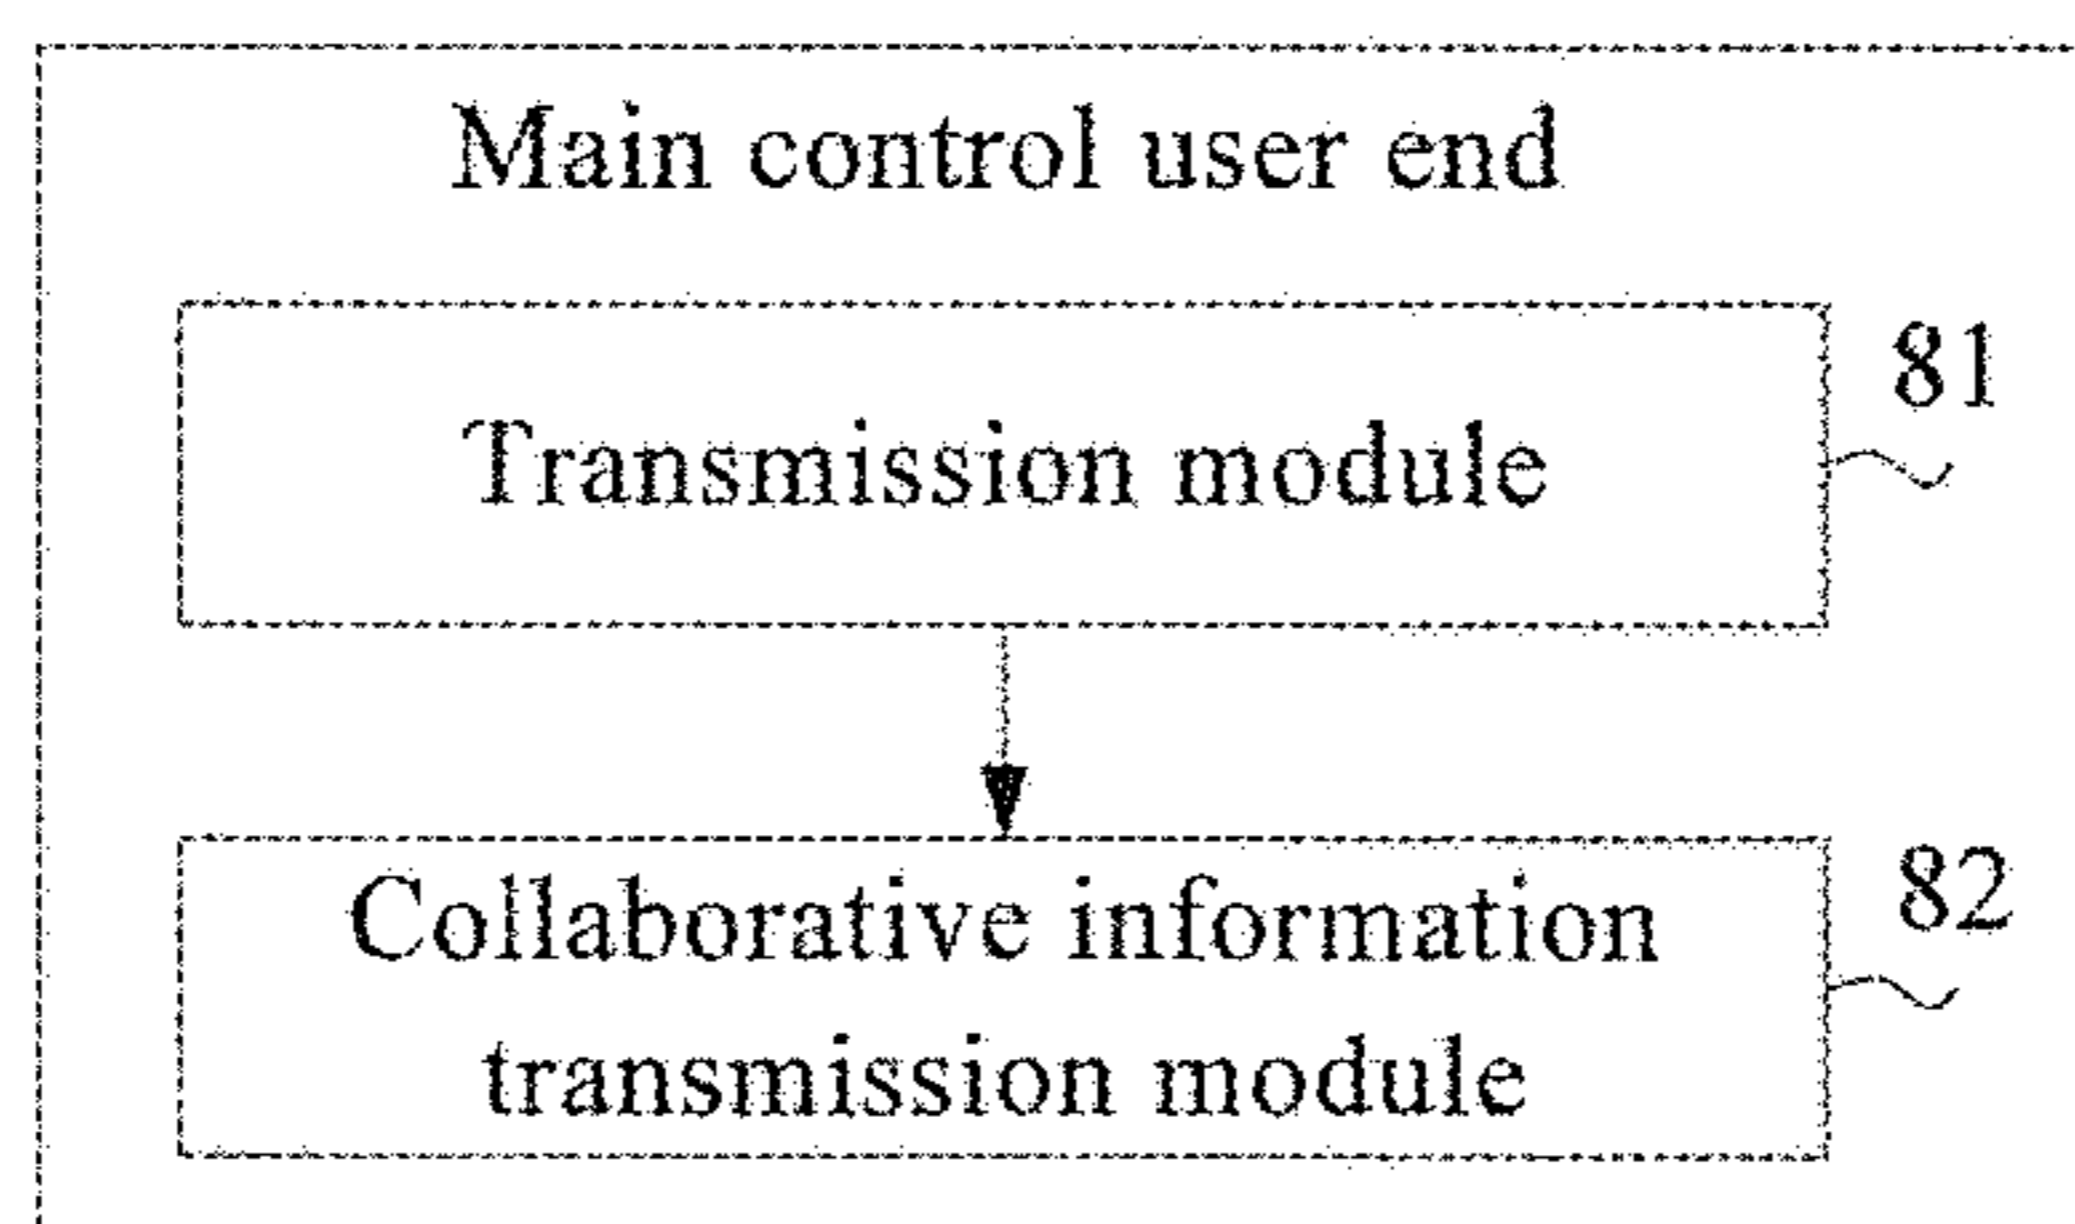 Main control user end
Transmission module
81
Collaborative information
transmission module
82